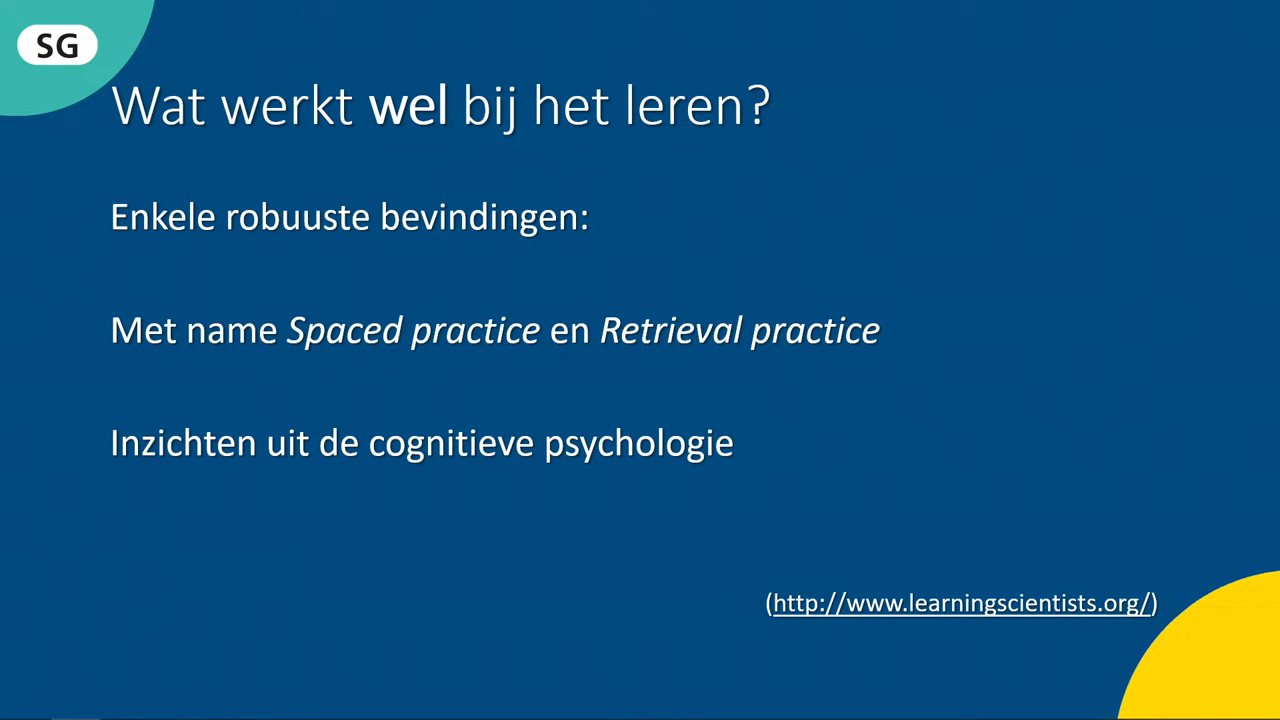 SG
Wat werkt wel bij het leren?
Enkele robuuste bevindingen:
Met name Spaced practice en Retrieval practice
Inzichten uit de cognitieve psychologie
(http://www.learningscientists.org/)